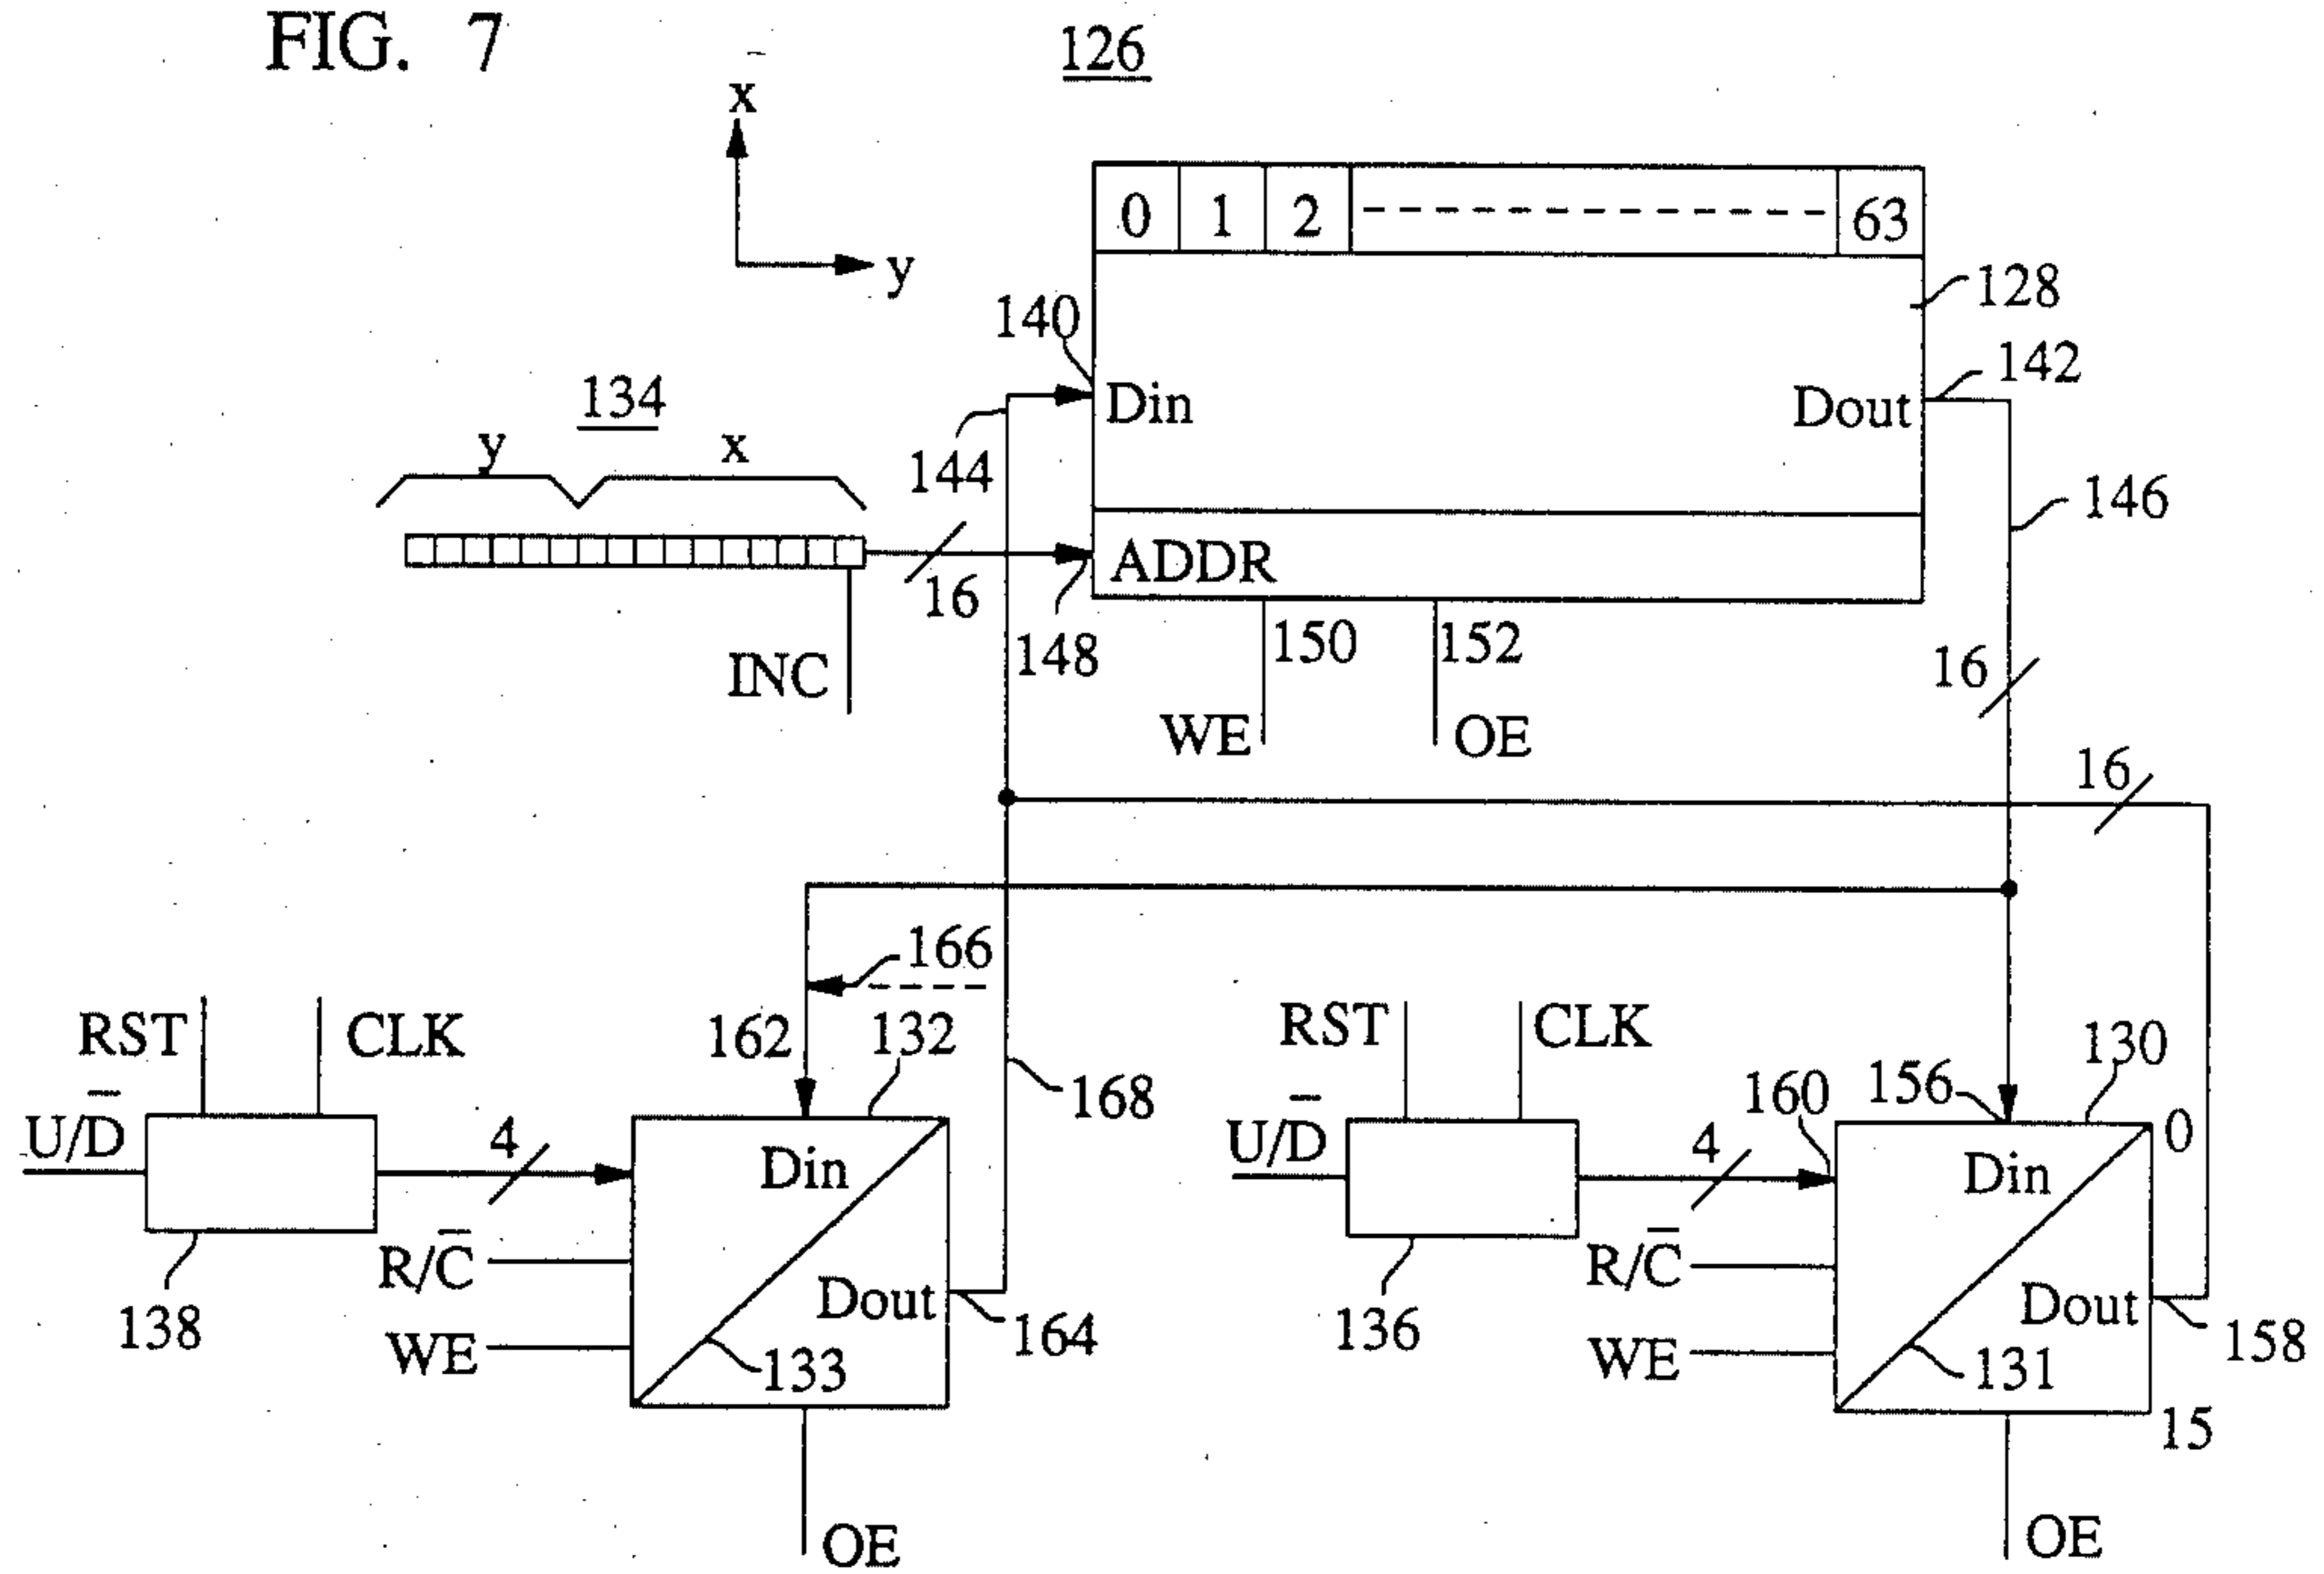 FIG. 7
126
x
y
0 1 2 63
128
140
142
Din
Dout
134
y x
144
146
ADDR
16
148
150
152
16
INC
WE
OE
16
166
RST
CLK
162
132
168
RST
CLK
130
U/D̅
4
Din
U/D̅
4
160
156
0
Din
138
R/C̅
Dout
164
136
R/C̅
Dout
158
WE
133
WE
131
15
OE
OE